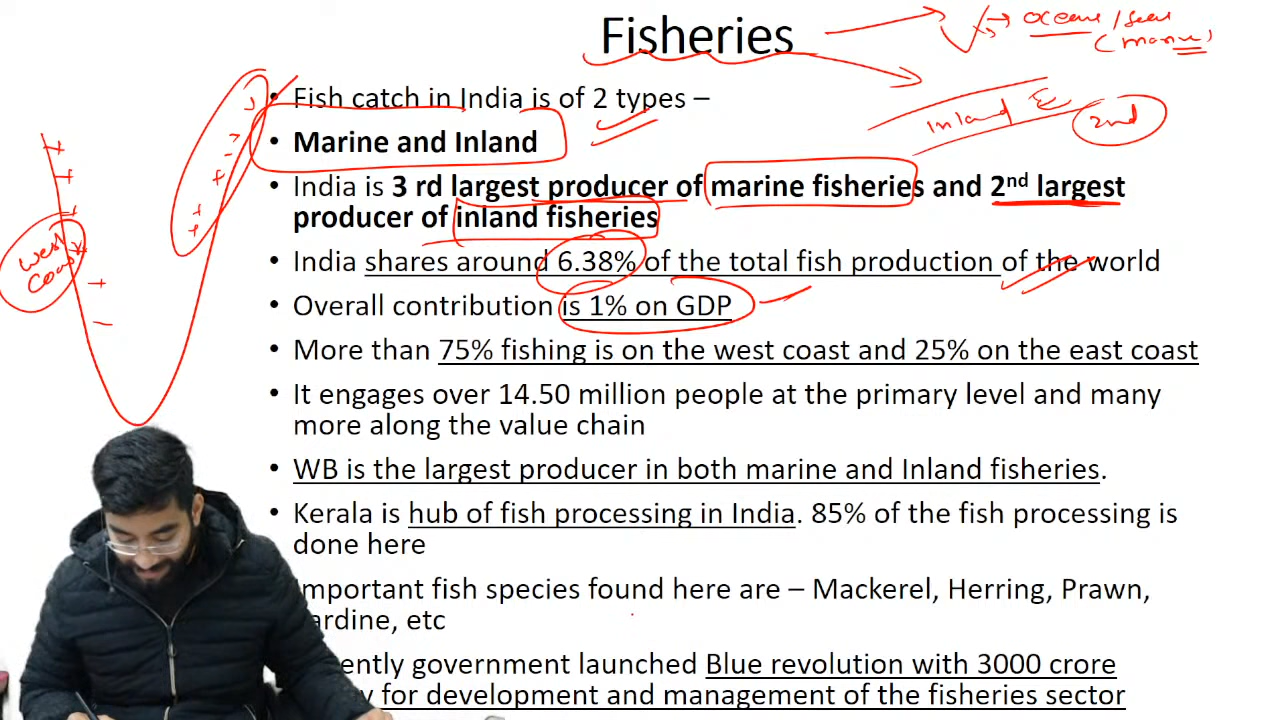 Fisheries
oceans/seas
(marine)
• Fish catch in India is of 2 types –
inland
2nd
• Marine and Inland
• India is 3 rd largest producer of marine fisheries and 2nd largest
producer of inland fisheries
west
coast
• India shares around 6.38% of the total fish production of the world
• Overall contribution is 1% on GDP
• More than 75% fishing is on the west coast and 25% on the east coast
• It engages over 14.50 million people at the primary level and many
more along the value chain
• WB is the largest producer in both marine and Inland fisheries.
• Kerala is hub of fish processing in India. 85% of the fish processing is
done here
Important fish species found here are – Mackerel, Herring, Prawn,
ardine, etc
ently government launched Blue revolution with 3000 crore
y for development and management of the fisheries sector